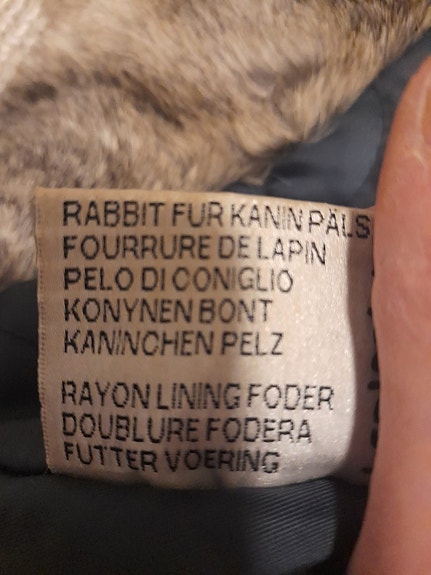 RABBIT FUR KANIN PÄLS
FOURRURE DE LAPIN
PELO DI CONIGLIO
KONYNEN BONT
KANINCHEN PELZ
RAYON LINING FODER
DOUBLURE FODERA
FUTTER VOERING